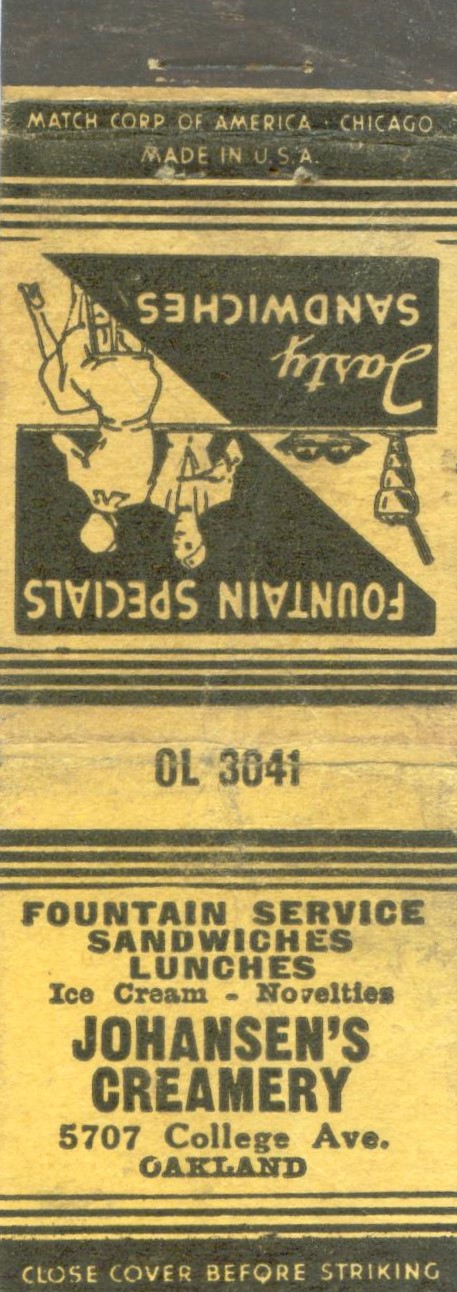 MATCH CORP OF AMERICA · CHICAGO
MADE IN U.S.A.
FOUNTAIN SPECIALS
Tasty
SANDWICHES
OL 3041
FOUNTAIN SERVICE
SANDWICHES
LUNCHES
Ice Cream - Novelties
JOHANSEN'S
CREAMERY
5707 College Ave.
OAKLAND
CLOSE COVER BEFORE STRIKING